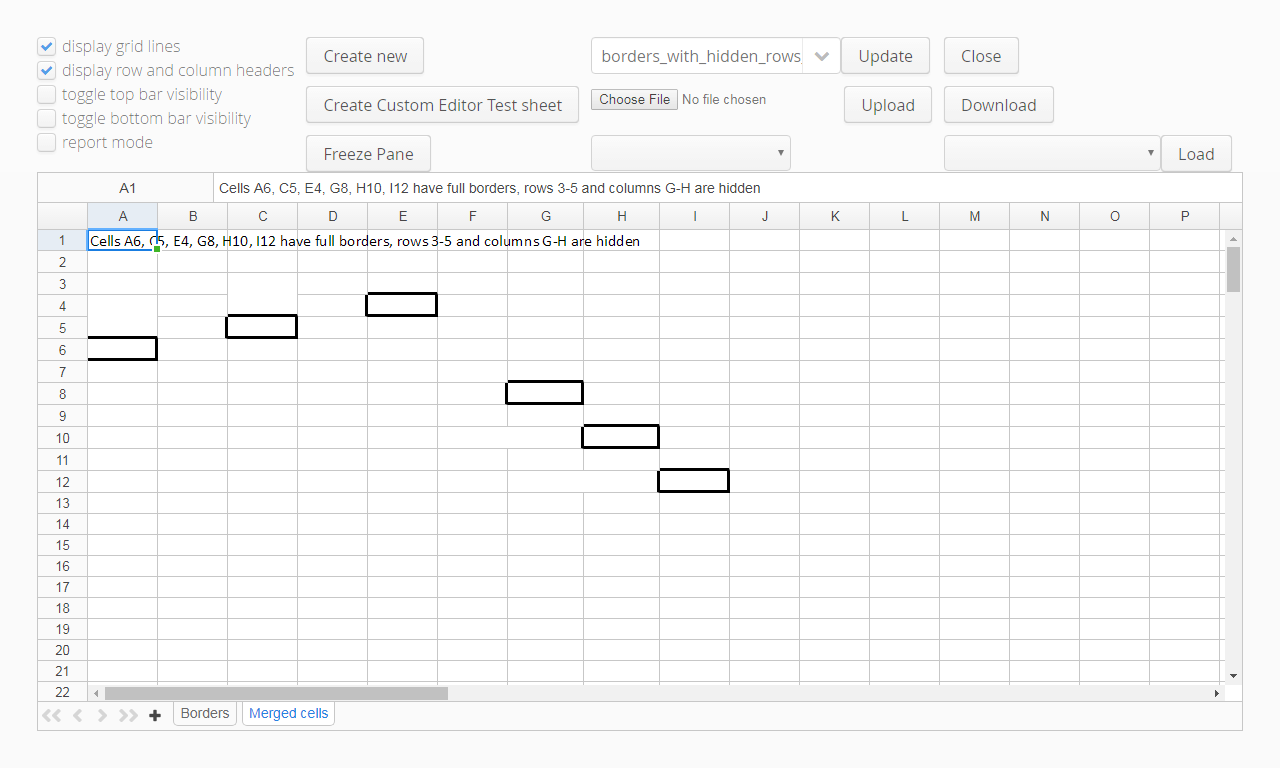 display grid lines
display row and column headers
toggle top bar visibility
toggle bottom bar visibility
report mode
Create new
borders_with_hidden_rows_
Update
Close
Create Custom Editor Test sheet
Choose File No file chosen
Upload
Download
Freeze Pane
Load
A1
Cells A6, C5, E4, G8, H10, I12 have full borders, rows 3-5 and columns G-H are hidden
A B C D E F G H I J K L M N O P
1 Cells A6, C5, E4, G8, H10, I12 have full borders, rows 3-5 and columns G-H are hidden
2
3
4
5
6
7
8
9
10
11
12
13
14
15
16
17
18
19
20
21
22
Borders
Merged cells